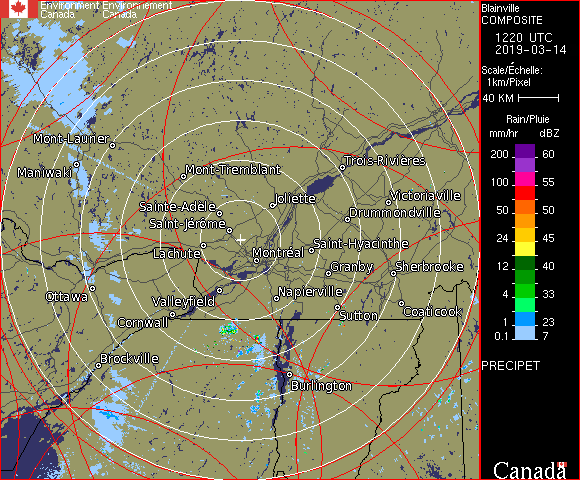 Environment Environnement
Canada Canada
Blainville
COMPOSITE
1220 UTC
2019-03-14
Scale/Échelle:
1km/Pixel
40 KM
Rain/Pluie
mm/hr dBZ
200 60
100 55
50 50
24 45
12 40
4 33
1 23
0.1 7
PRECIPET
Canada
Mont-Laurier
Maniwaki
Mont-Tremblant
Trois-Rivières
Sainte-Adèle
Joliette
Victoriaville
Saint-Jérôme
Drummondville
Lachute
Montréal
Saint-Hyacinthe
Granby
Sherbrooke
Ottawa
Valleyfield
Napierville
Cornwall
Sutton
Coaticook
Brockville
Burlington